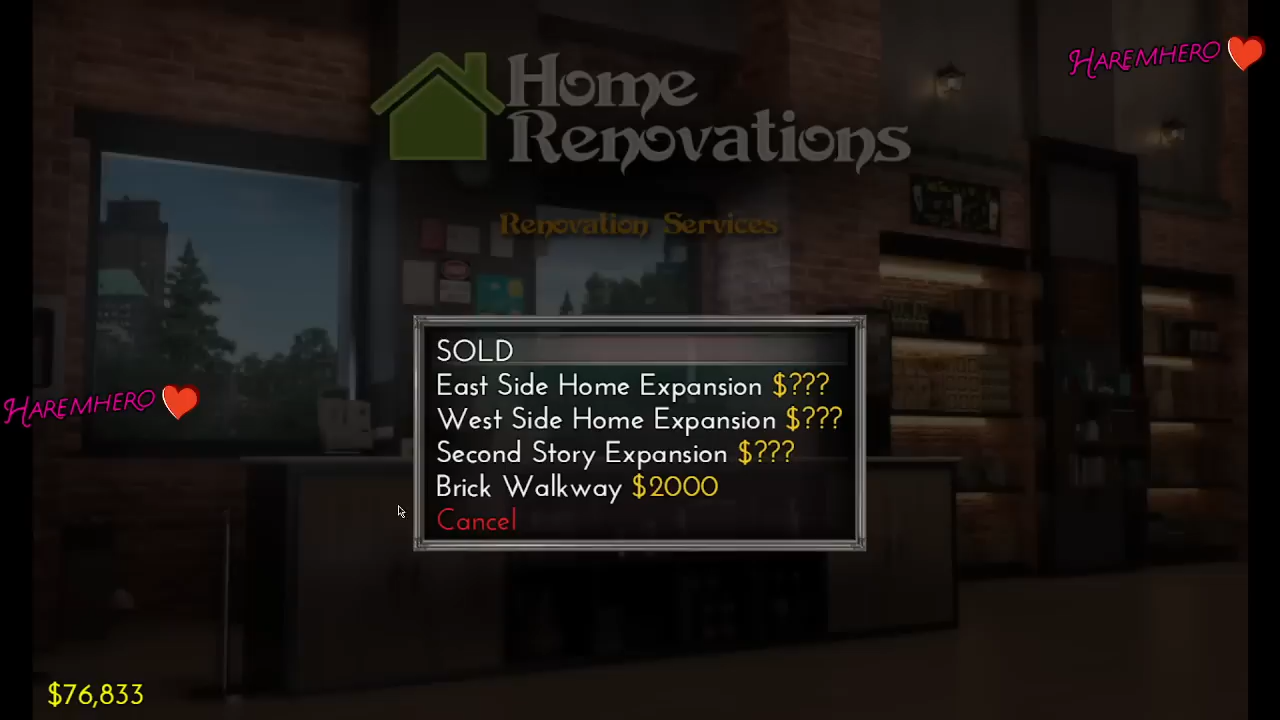 HAREMHERO
Home
Renovations
Renovation Services
SOLD
East Side Home Expansion $???
West Side Home Expansion $???
HAREMHERO
Second Story Expansion $???
Brick Walkway $2000
Cancel
$76,833